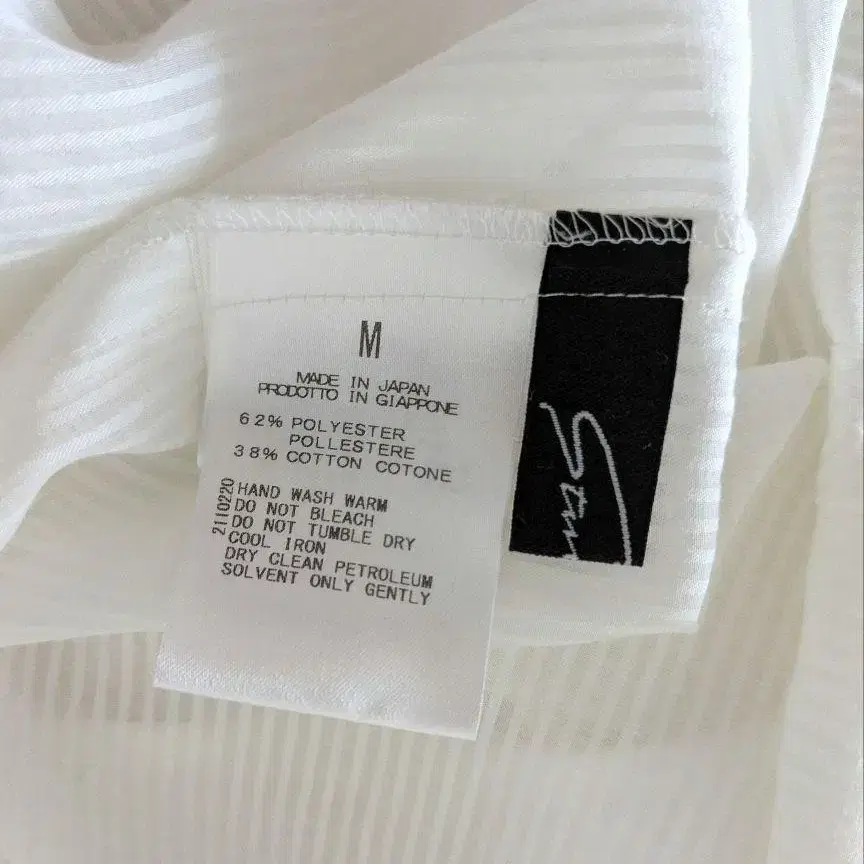 M
MADE IN JAPAN
PRODOTTO IN GIAPPONE
62% POLYESTER
POLLESTERE
38% COTTON COTONE
2110220
HAND WASH WARM
DO NOT BLEACH
DO NOT TUMBLE DRY
COOL IRON
DRY CLEAN PETROLEUM
SOLVENT ONLY GENTLY